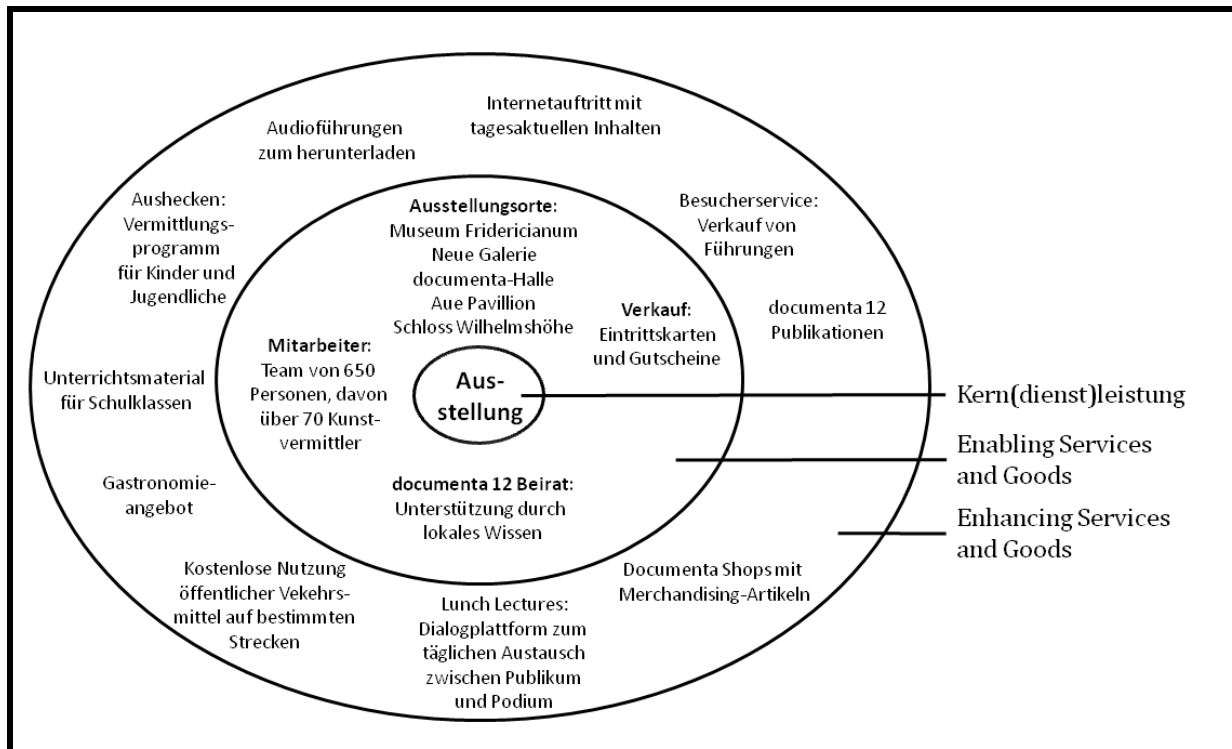 Internetauftritt mit
tagesaktuellen Inhalten
Audioführungen
zum herunterladen
Aushecken:
Vermittlungs-
programm
für Kinder und
Jugendliche
Ausstellungsorte:
Museum Fridericianum
Neue Galerie
documenta-Halle
Aue Pavillion
Schloss Wilhelmshöhe
Besucherservice:
Verkauf von
Führungen
Verkauf:
Eintrittskarten
und Gutscheine
documenta 12
Publikationen
Mitarbeiter:
Team von 650
Personen, davon
über 70 Kunst-
vermittler
Aus-
stellung
Unterrichtsmaterial
für Schulklassen
Kern(dienst)leistung
Enabling Services
and Goods
Enhancing Services
and Goods
documenta 12 Beirat:
Unterstützung durch
lokales Wissen
Gastronomie-
angebot
Kostenlose Nutzung
öffentlicher Vekehrs-
mittel auf bestimmten
Strecken
Lunch Lectures:
Dialogplattform zum
täglichen Austausch
zwischen Publikum
und Podium
Documenta Shops mit
Merchandising-Artikeln